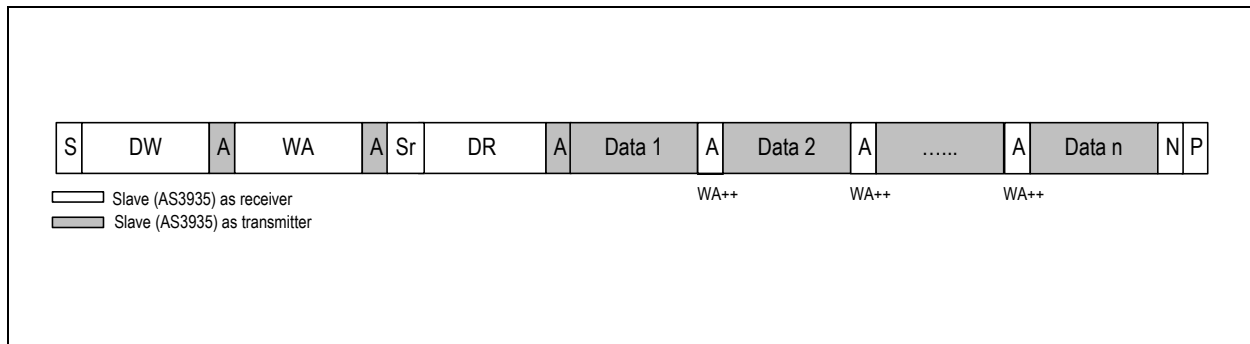 S DW A WA A Sr DR A Data 1 A Data 2 A …... A Data n N P
WA++ WA++ WA++
Slave (AS3935) as receiver
Slave (AS3935) as transmitter